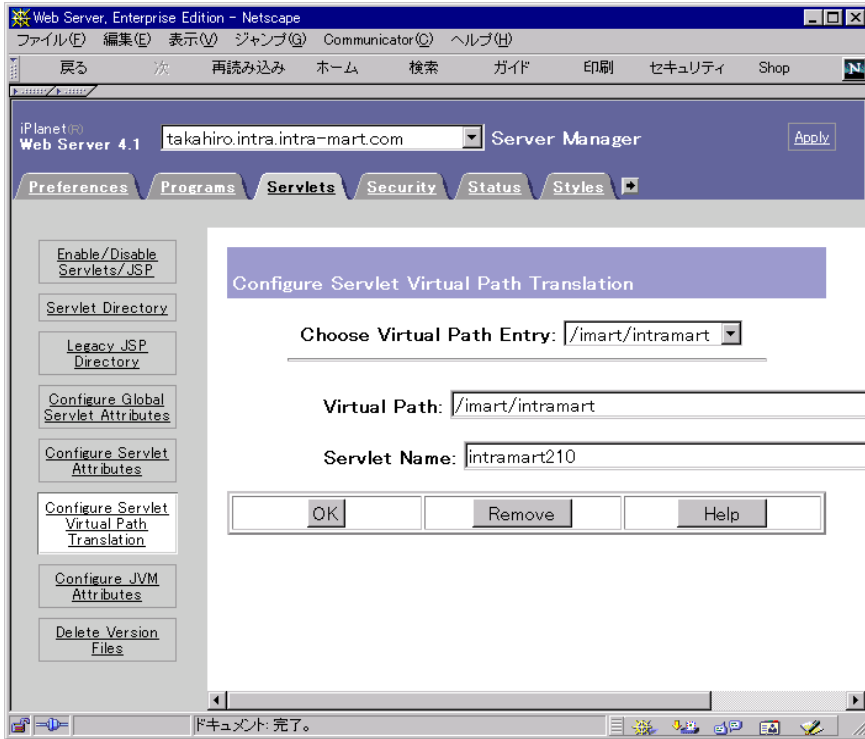 Web Server, Enterprise Edition - Netscape
ファイル(F) 編集(E) 表示(V) ジャンプ(G) Communicator(C) ヘルプ(H)
戻る 次 再読み込み ホーム 検索 ガイド 印刷 セキュリティ Shop
N
iPlanet(R)
Web Server 4.1
takahiro.intra.intra-mart.com
Server Manager
Apply
Preferences Programs Servlets Security Status Styles
Enable/Disable
Servlets/JSP
Servlet Directory
Legacy JSP
Directory
Configure Global
Servlet Attributes
Configure Servlet
Attributes
Configure Servlet
Virtual Path
Translation
Configure JVM
Attributes
Delete Version
Files
Configure Servlet Virtual Path Translation
Choose Virtual Path Entry: /imart/intramart
Virtual Path: /imart/intramart
Servlet Name: intramart210
OK Remove Help
ドキュメント: 完了。